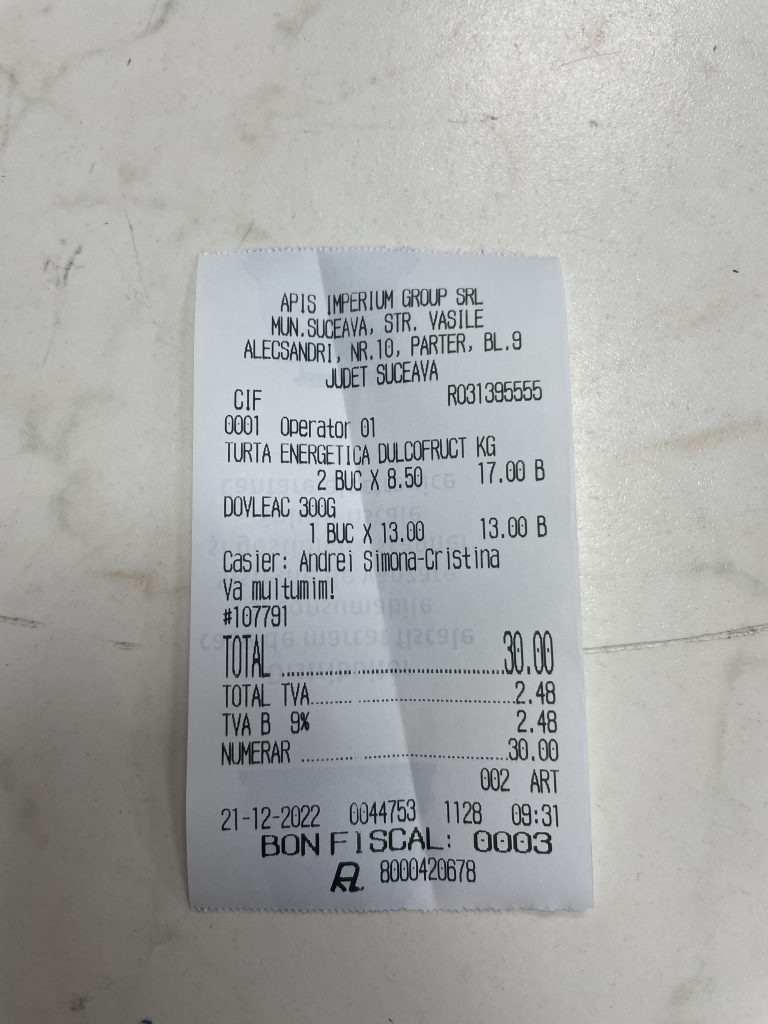 APIS IMPERIUM GROUP SRL
MUN.SUCEAVA, STR. VASILE
ALECSANDRI, NR.10, PARTER, BL.9
JUDET SUCEAVA
CIF RO31395555
0001 Operator 01
TURTA ENERGETICA DULCOFRUCT KG
2 BUC X 8.50 17.00 B
DOVLEAC 300G
1 BUC X 13.00 13.00 B
Casier: Andrei Simona-Cristina
Va multumim!
#107791
TOTAL ........................30.00
TOTAL TVA........................2.48
TVA B 9% 2.48
NUMERAR ........................30.00
002 ART
21-12-2022 0044753 1128 09:31
BON FISCAL: 0003
8000420678